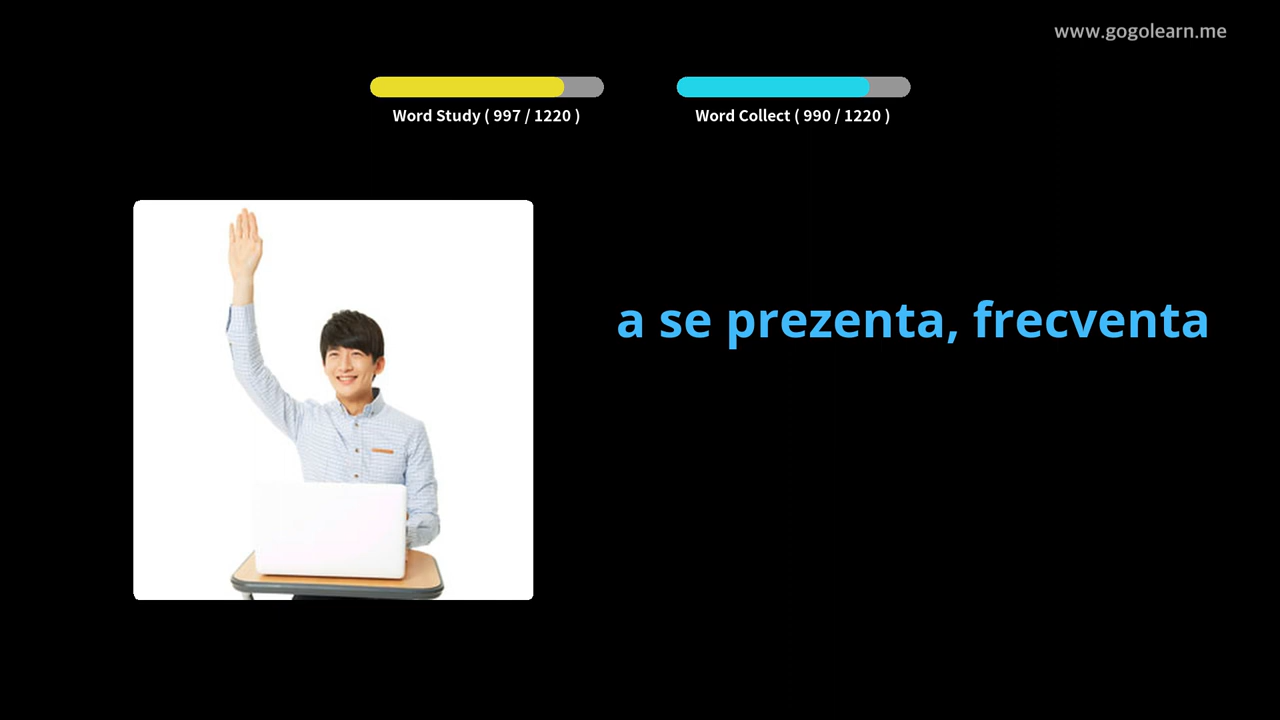 www.gogolearn.me
Word Study ( 997 / 1220 )
Word Collect ( 990 / 1220 )
a se prezenta, frecventa